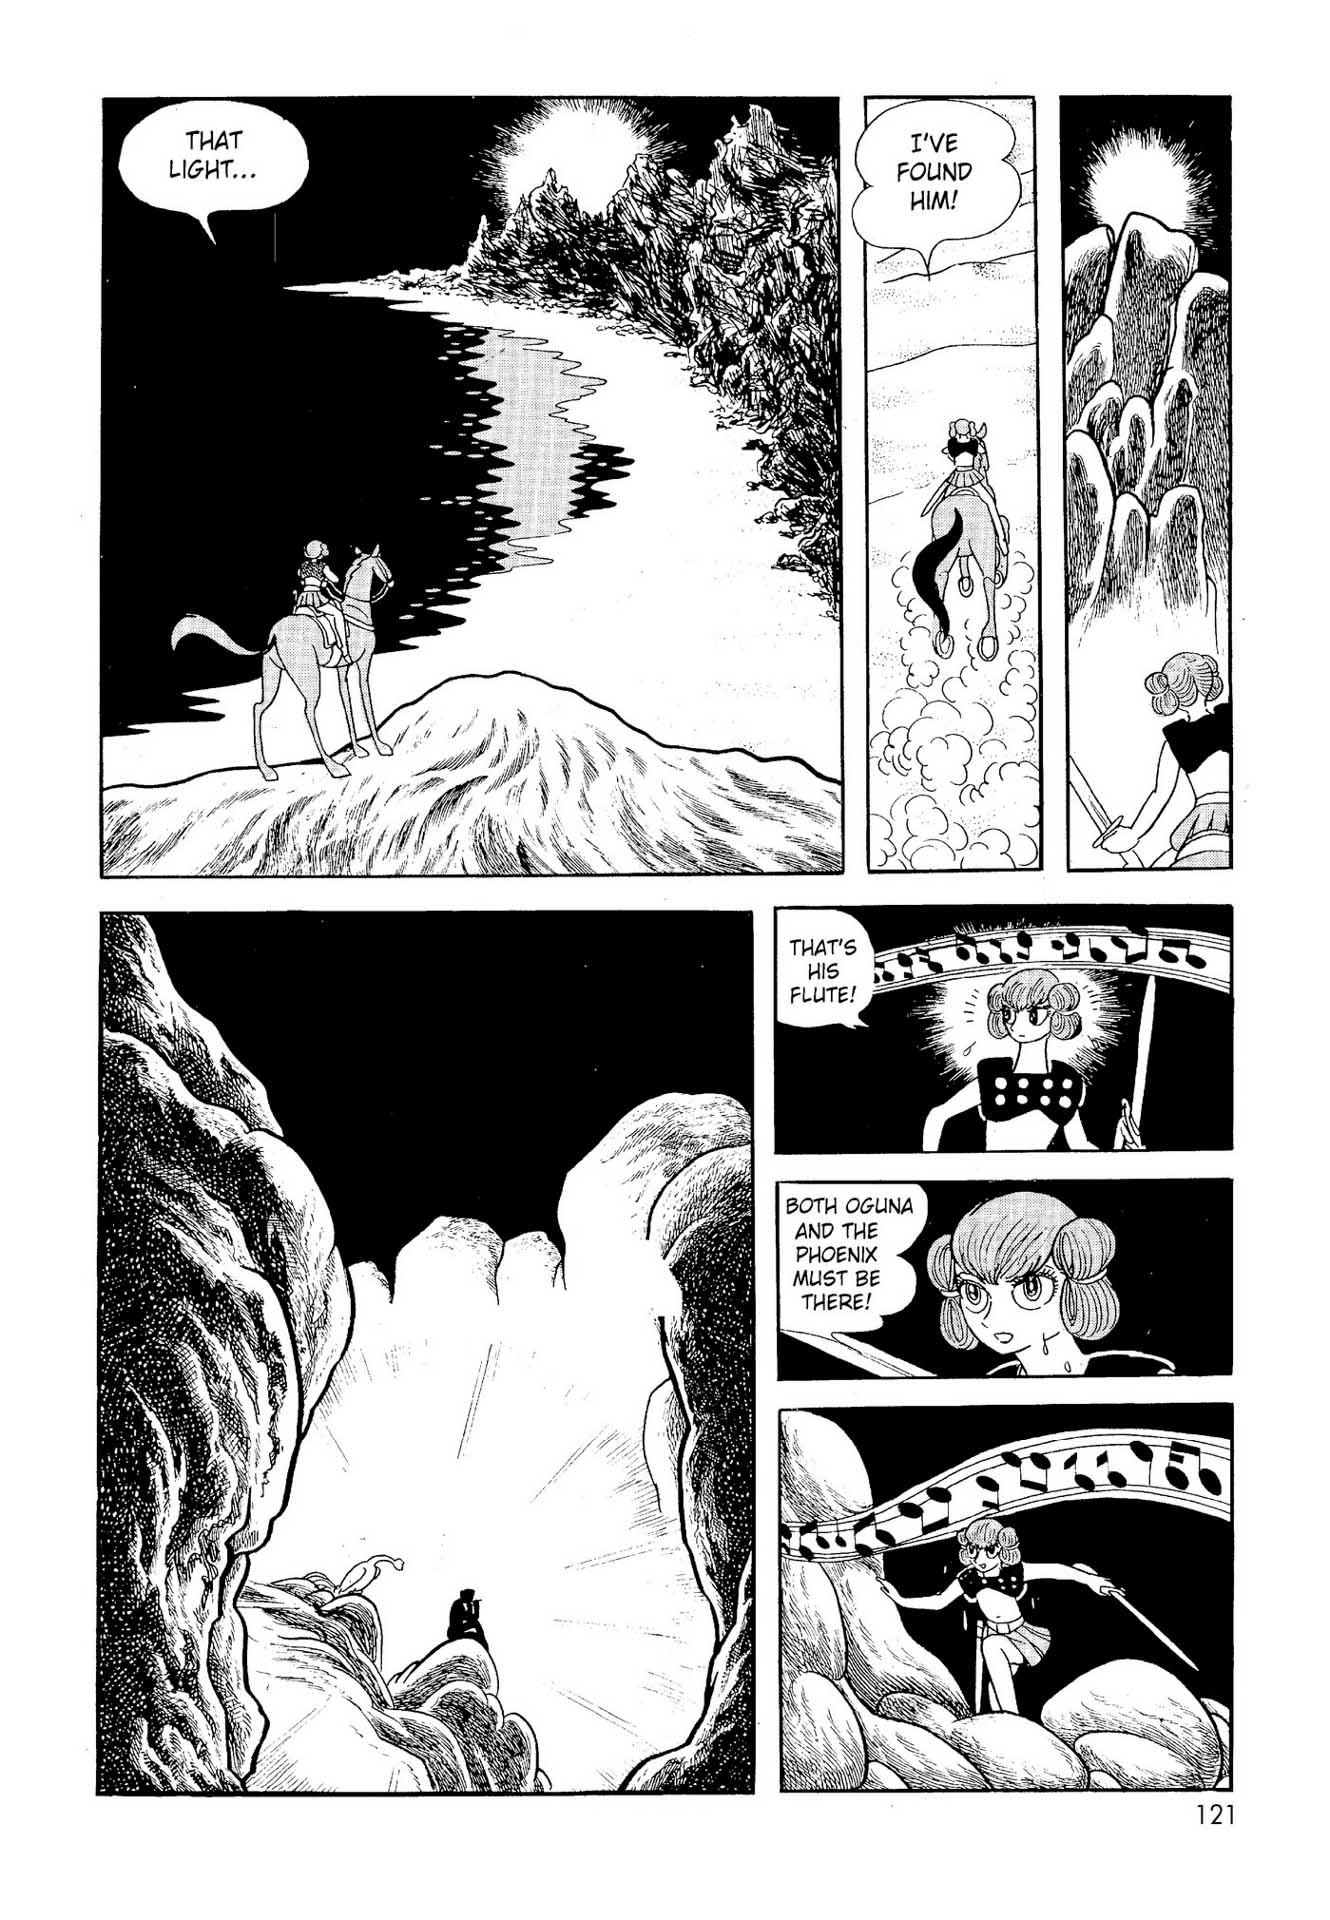 THAT
LIGHT...
I'VE
FOUND
HIM!
THAT'S
HIS
FLUTE!
BOTH OGUNA
AND THE
PHOENIX
MUST BE
THERE!
121